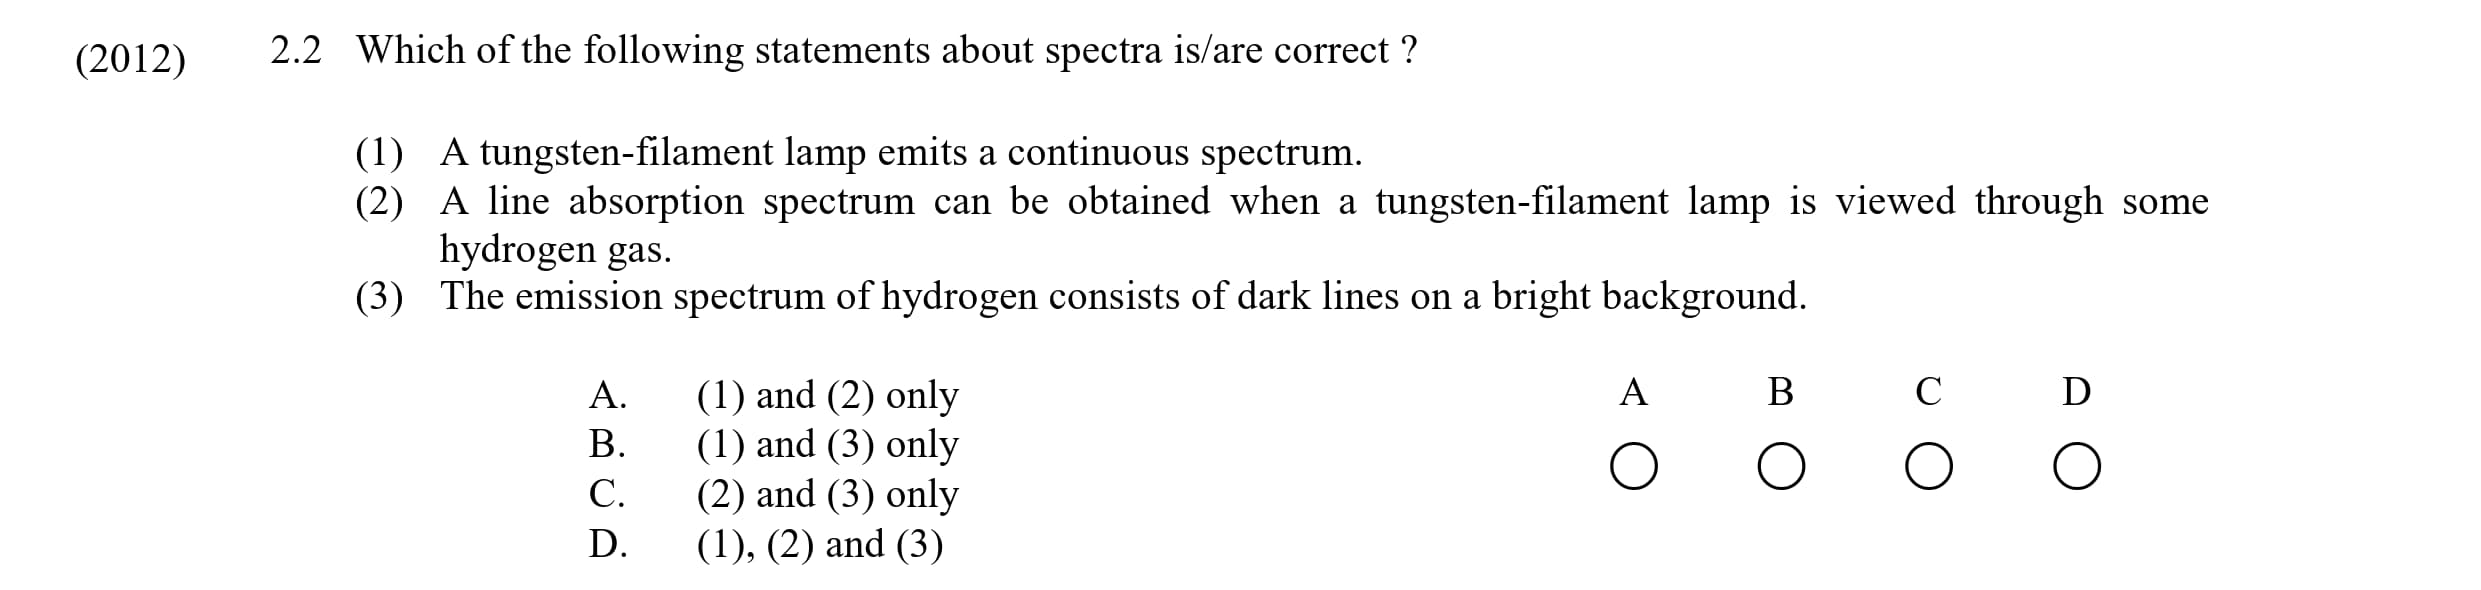 (2012) 2.2 Which of the following statements about spectra is/are correct ?
(1) A tungsten-filament lamp emits a continuous spectrum.
(2) A line absorption spectrum can be obtained when a tungsten-filament lamp is viewed through some
hydrogen gas.
(3) The emission spectrum of hydrogen consists of dark lines on a bright background.
A. (1) and (2) only
B. (1) and (3) only
C. (2) and (3) only
D. (1), (2) and (3)
A B C D